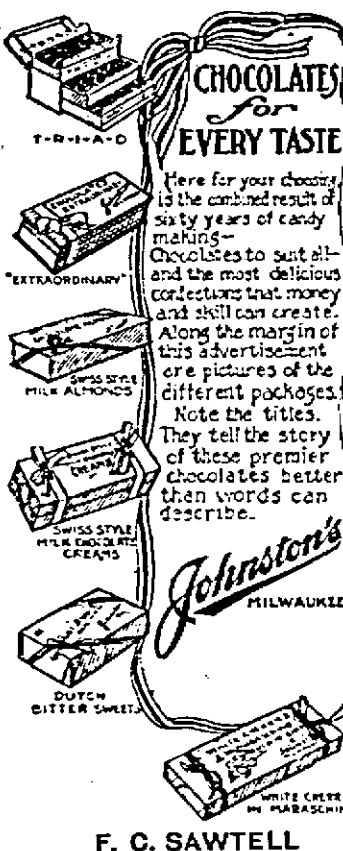 CHOCOLATES
for
EVERY TASTE
Here for your choosing,
is the combined result of
sixty years of candy
making—
Chocolates to suit all—
and the most delicious
confections that money
and skill can create.
Along the margin of
this advertisement
are pictures of the
different packages.
Note the titles.
They tell the story
of these premier
chocolates better
than words can
describe—
Johnston's
MILWAUKEE
T-R-I-A-D
"EXTRAORDINARY"
SWISS STYLE
MILK ALMONDS
CREAMS
SWISS STYLE
MILK CHOCOLATE
CREAMS
DUTCH
BITTER SWEETS
WHITE CHERRIES
IN MARASCHINO
F. C. SAWTELL